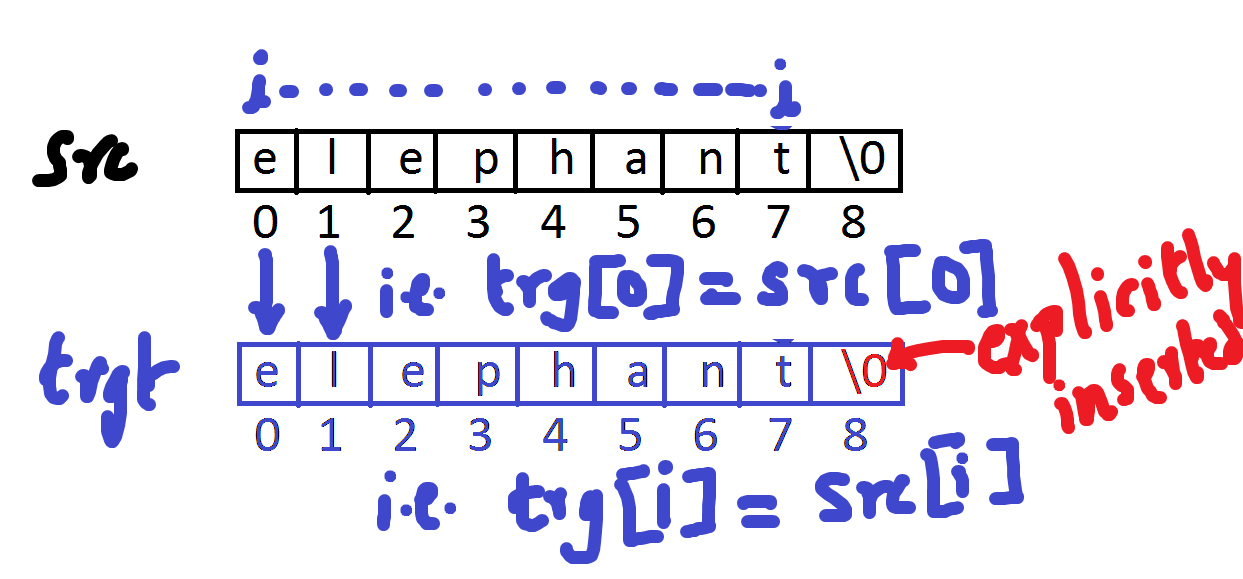 i i
src e l e p h a n t \0
0 1 2 3 4 5 6 7 8
i.e. trg[0] = src[0]
explicitly
inserted
trgt e l e p h a n t \0
0 1 2 3 4 5 6 7 8
i.e. trg[i] = src[i]